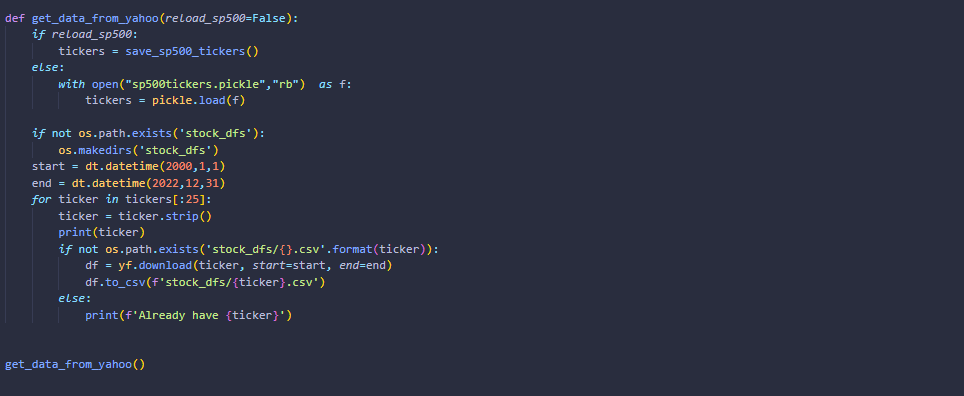 def get_data_from_yahoo(reload_sp500=False):
    if reload_sp500:
        tickers = save_sp500_tickers()
    else:
        with open("sp500tickers.pickle","rb")  as f:
            tickers = pickle.load(f)

    if not os.path.exists('stock_dfs'):
        os.makedirs('stock_dfs')
    start = dt.datetime(2000,1,1)
    end = dt.datetime(2022,12,31)
    for ticker in tickers[:25]:
        ticker = ticker.strip()
        print(ticker)
        if not os.path.exists('stock_dfs/{}.csv'.format(ticker)):
            df = yf.download(ticker, start=start, end=end)
            df.to_csv(f'stock_dfs/{ticker}.csv')
        else:
            print(f'Already have {ticker}')


get_data_from_yahoo()